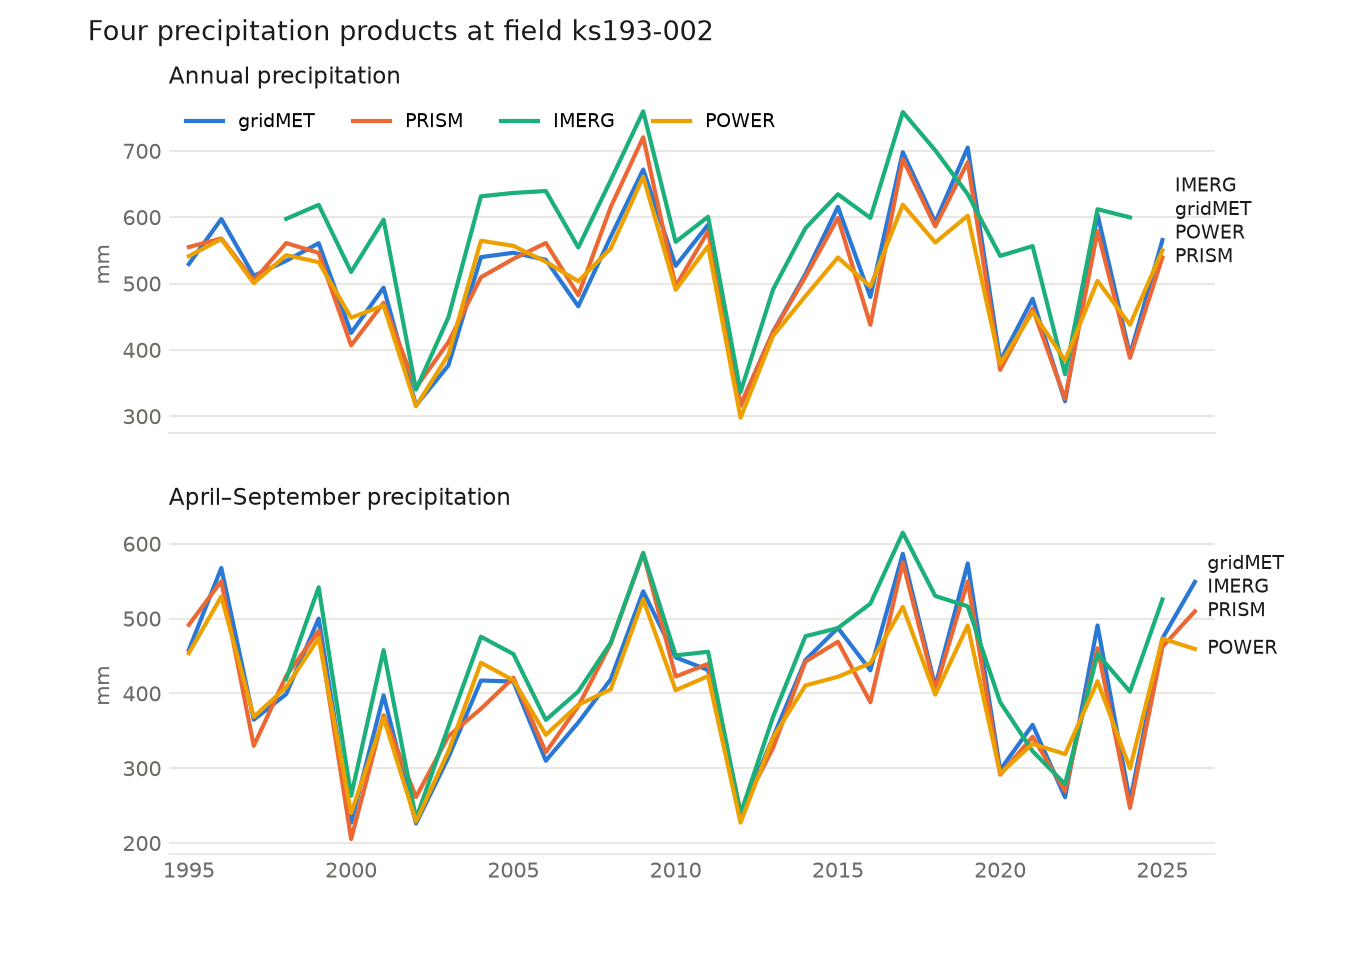 Four precipitation products at field ks193-002
Annual precipitation
gridMET PRISM IMERG POWER
700
600
500
400
300
mm
IMERG
gridMET
POWER
PRISM
April–September precipitation
600
500
400
300
200
mm
gridMET
IMERG
PRISM
POWER
1995 2000 2005 2010 2015 2020 2025